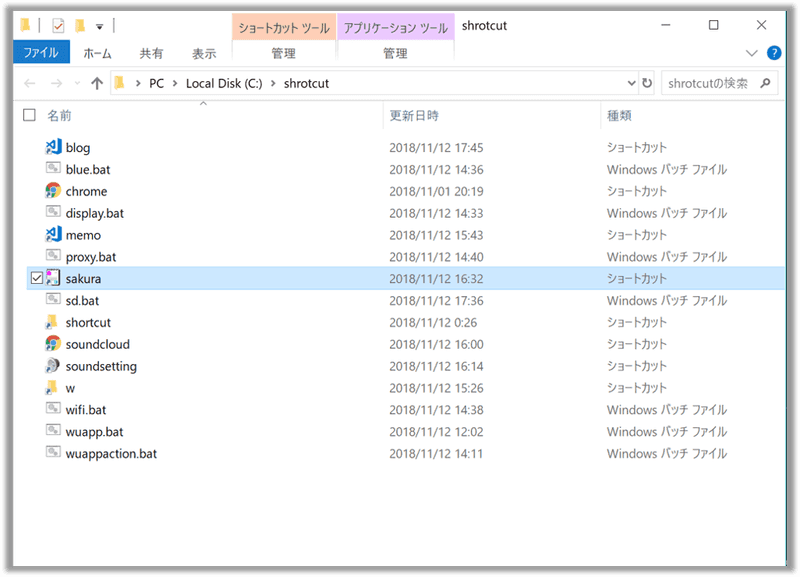 ショートカット ツール アプリケーション ツール shrotcut
ファイル ホーム 共有 表示 管理 管理
PC Local Disk (C:) shrotcut shrotcutの検索
名前 更新日時 種類
blog 2018/11/12 17:45 ショートカット
blue.bat 2018/11/12 14:36 Windows バッチ ファイル
chrome 2018/11/01 20:19 ショートカット
display.bat 2018/11/12 14:33 Windows バッチ ファイル
memo 2018/11/12 15:43 ショートカット
proxy.bat 2018/11/12 14:40 Windows バッチ ファイル
sakura 2018/11/12 16:32 ショートカット
sd.bat 2018/11/12 17:36 Windows バッチ ファイル
shortcut 2018/11/12 0:26 ショートカット
soundcloud 2018/11/12 16:00 ショートカット
soundsetting 2018/11/12 16:14 ショートカット
w 2018/11/12 15:26 ショートカット
wifi.bat 2018/11/12 14:38 Windows バッチ ファイル
wuapp.bat 2018/11/12 12:02 Windows バッチ ファイル
wuappaction.bat 2018/11/12 14:11 Windows バッチ ファイル